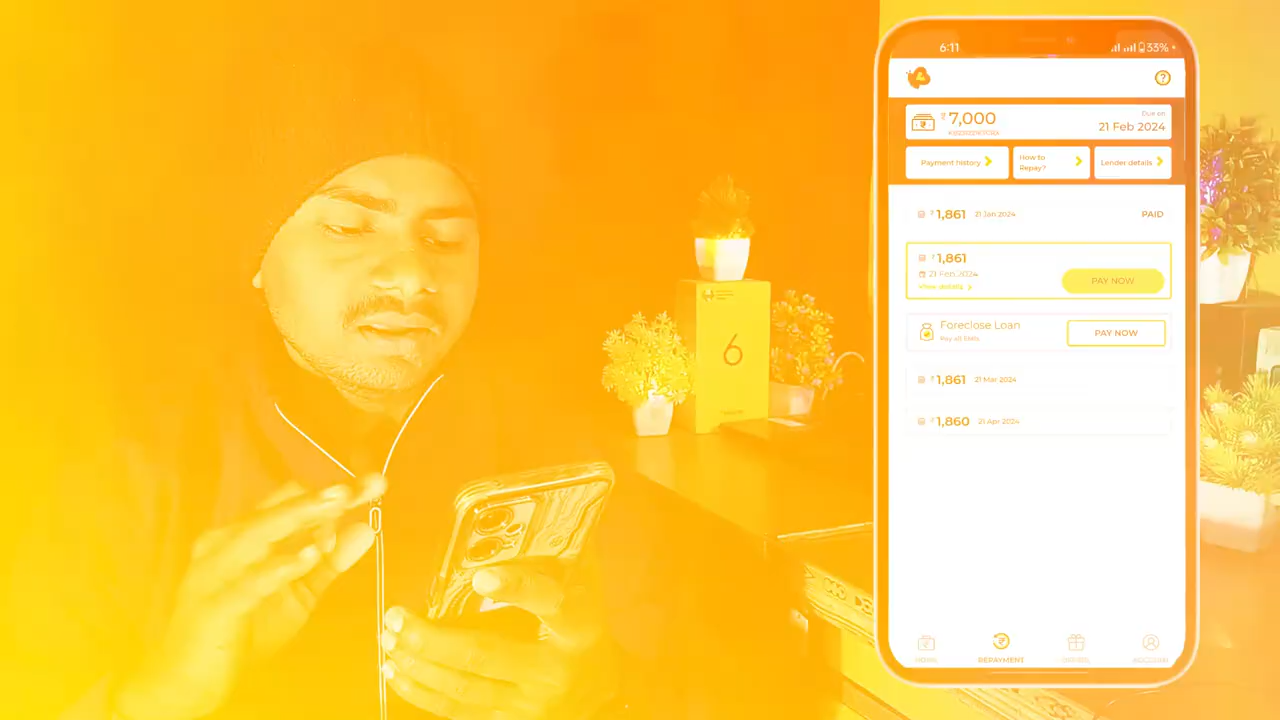 6:11
33%
?
₹ 7,000
Due on
21 Feb 2024
Payment history
How to
Repay?
Lender details
₹ 1,861 21 Jan 2024 PAID
₹ 1,861
21 Feb, 2024
View details
PAY NOW
Foreclose Loan
Pay all EMIs
PAY NOW
₹ 1,861 21 Mar 2024
₹ 1,860 21 Apr 2024
HOME REPAYMENT OFFERS ACCOUNT
6